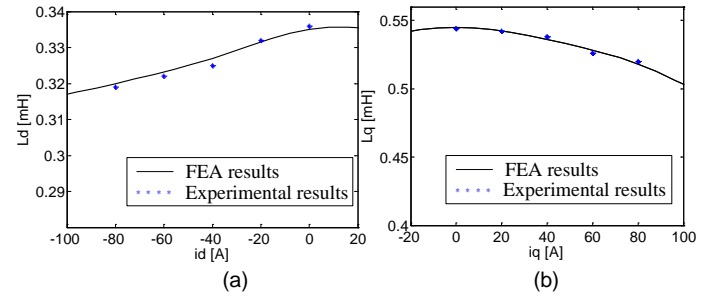 0.34
0.33
0.32
0.31
0.3
0.29
Ld [mH]
FEA results
Experimental results
-100 -80 -60 -40 -20 0 20
id [A]
(a)
0.55
0.5
0.45
0.4
Lq [mH]
FEA results
Experimental results
-20 0 20 40 60 80 100
iq [A]
(b)